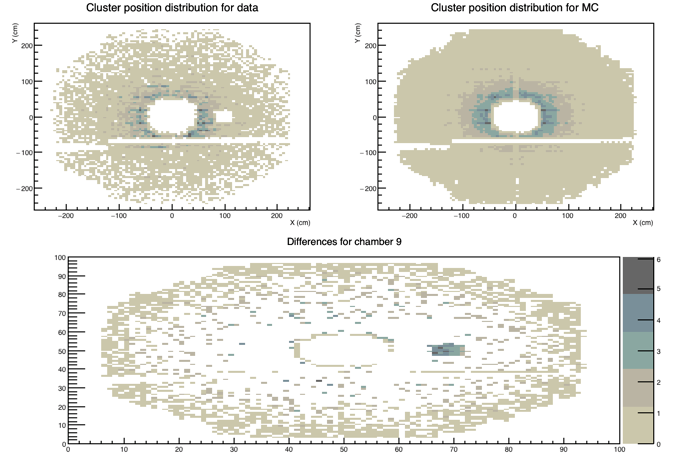 Cluster position distribution for data
Y (cm)
200
100
0
−100
−200
−200 −100 0 100 200
X (cm)
Cluster position distribution for MC
Y (cm)
200
100
0
−100
−200
−200 −100 0 100 200
X (cm)
Differences for chamber 9
100
90
80
70
60
50
40
30
20
10
0
0 10 20 30 40 50 60 70 80 90 100
6
5
4
3
2
1
0